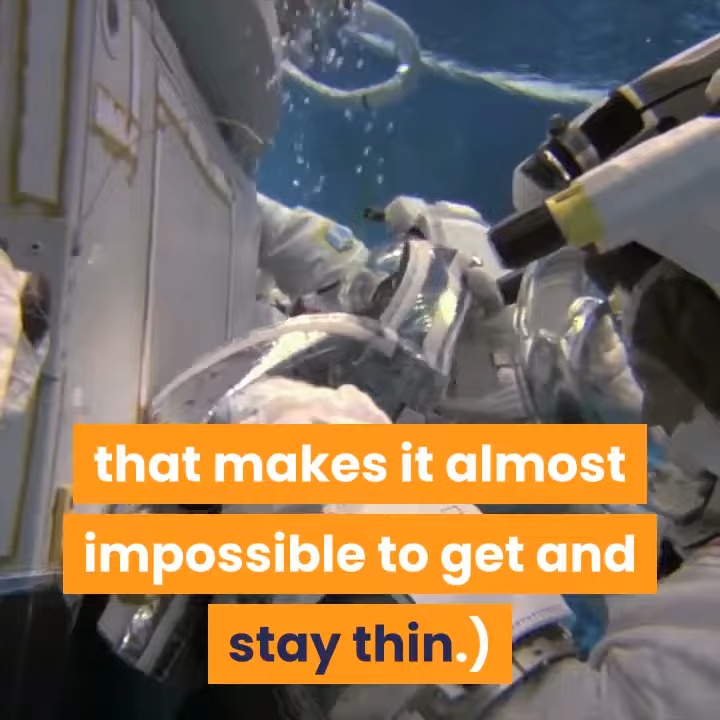 that makes it almost
impossible to get and
stay thin.)